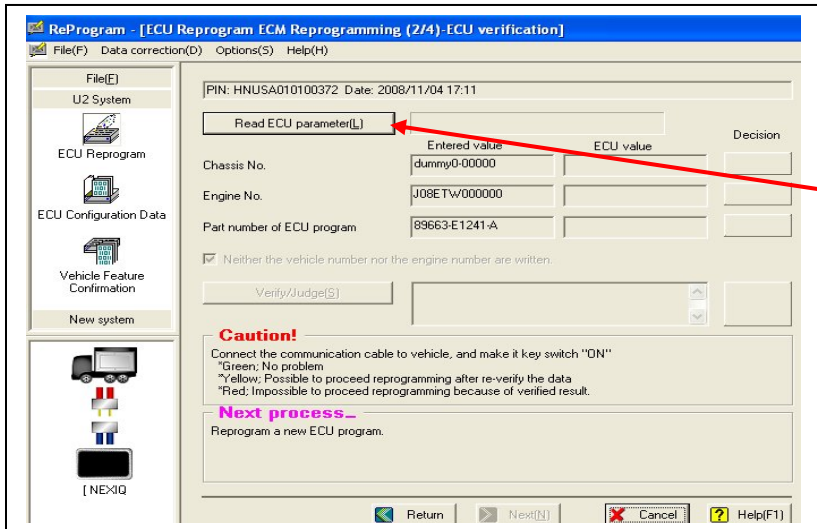 ReProgram - [ECU Reprogram ECM Reprogramming (2/4)-ECU verification]
File(F) Data correction(D) Options(S) Help(H)
File(F)
U2 System
ECU Reprogram
ECU Configuration Data
Vehicle Feature
Confirmation
New system
[ NEXIQ
PIN: HNUSA010100372 Date: 2008/11/04 17:11
Read ECU parameter(L)
Entered value ECU value Decision
Chassis No. dummy0-00000
Engine No. J08ETW000000
Part number of ECU program 89663-E1241-A
Neither the vehicle number nor the engine number are written.
Verify/Judge(S)
Caution!
Connect the communication cable to vehicle, and make it key switch "ON"
*Green; No problem
*Yellow; Possible to proceed reprogramming after re-verify the data
*Red; Impossible to proceed reprogramming because of verified result.
Next process...
Reprogram a new ECU program.
Return Next(N) Cancel Help(F1)